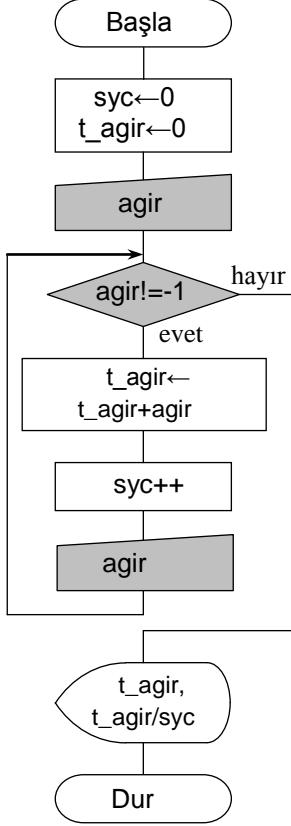 Başla
syc←0
t_agir←0
agir
agir!=-1
hayır
evet
t_agir←
t_agir+agir
syc++
agir
t_agir,
t_agir/syc
Dur